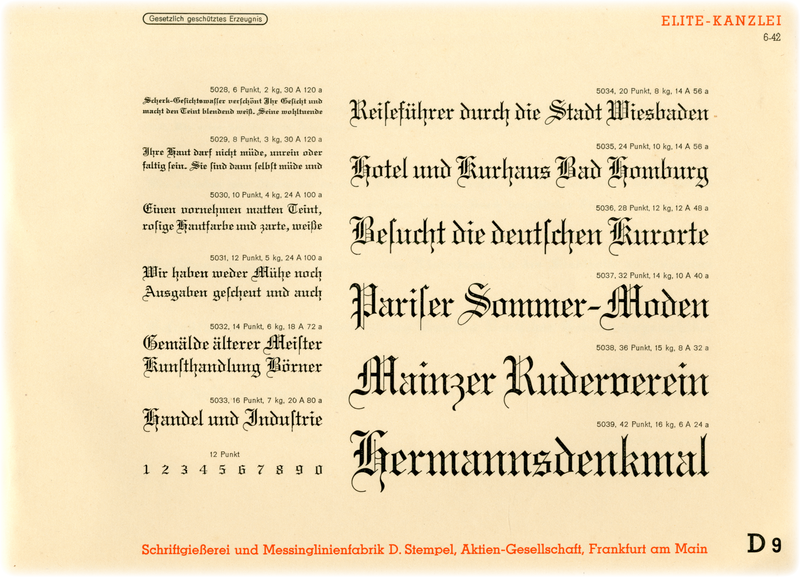 Gesetzlich geschütztes Erzeugnis
ELITE-KANZLEI
6-42
5028, 6 Punkt, 2 kg, 30 A 120 a
Scherk-Gesichtswasser verschönt Ihr Gesicht und
macht den Teint blendend weiß. Seine wohltuende
5029, 8 Punkt, 3 kg, 30 A 120 a
Ihre Haut darf nicht müde, unrein oder
faltig sein. Sie sind dann selbst müde und
5030, 10 Punkt, 4 kg, 24 A 100 a
Einen vornehmen matten Teint,
rosige Hautfarbe und zarte, weiße
5031, 12 Punkt, 5 kg, 24 A 100 a
Wir haben weder Mühe noch
Ausgaben gescheut und auch
5032, 14 Punkt, 6 kg, 18 A 72 a
Gemälde älterer Meister
Kunsthandlung Börner
5033, 16 Punkt, 7 kg, 20 A 80 a
Handel und Industrie
12 Punkt
1 2 3 4 5 6 7 8 9 0
5034, 20 Punkt, 8 kg, 14 A 56 a
Reiseführer durch die Stadt Wiesbaden
5035, 24 Punkt, 10 kg, 14 A 56 a
Hotel und Kurhaus Bad Homburg
5036, 28 Punkt, 12 kg, 12 A 48 a
Besucht die deutschen Kurorte
5037, 32 Punkt, 14 kg, 10 A 40 a
Pariser Sommer-Moden
5038, 36 Punkt, 15 kg, 8 A 32 a
Mainzer Ruderverein
5039, 42 Punkt, 16 kg, 6 A 24 a
Hermannsdenkmal
Schriftgießerei und Messinglinienfabrik D. Stempel, Aktien-Gesellschaft, Frankfurt am Main
D 9